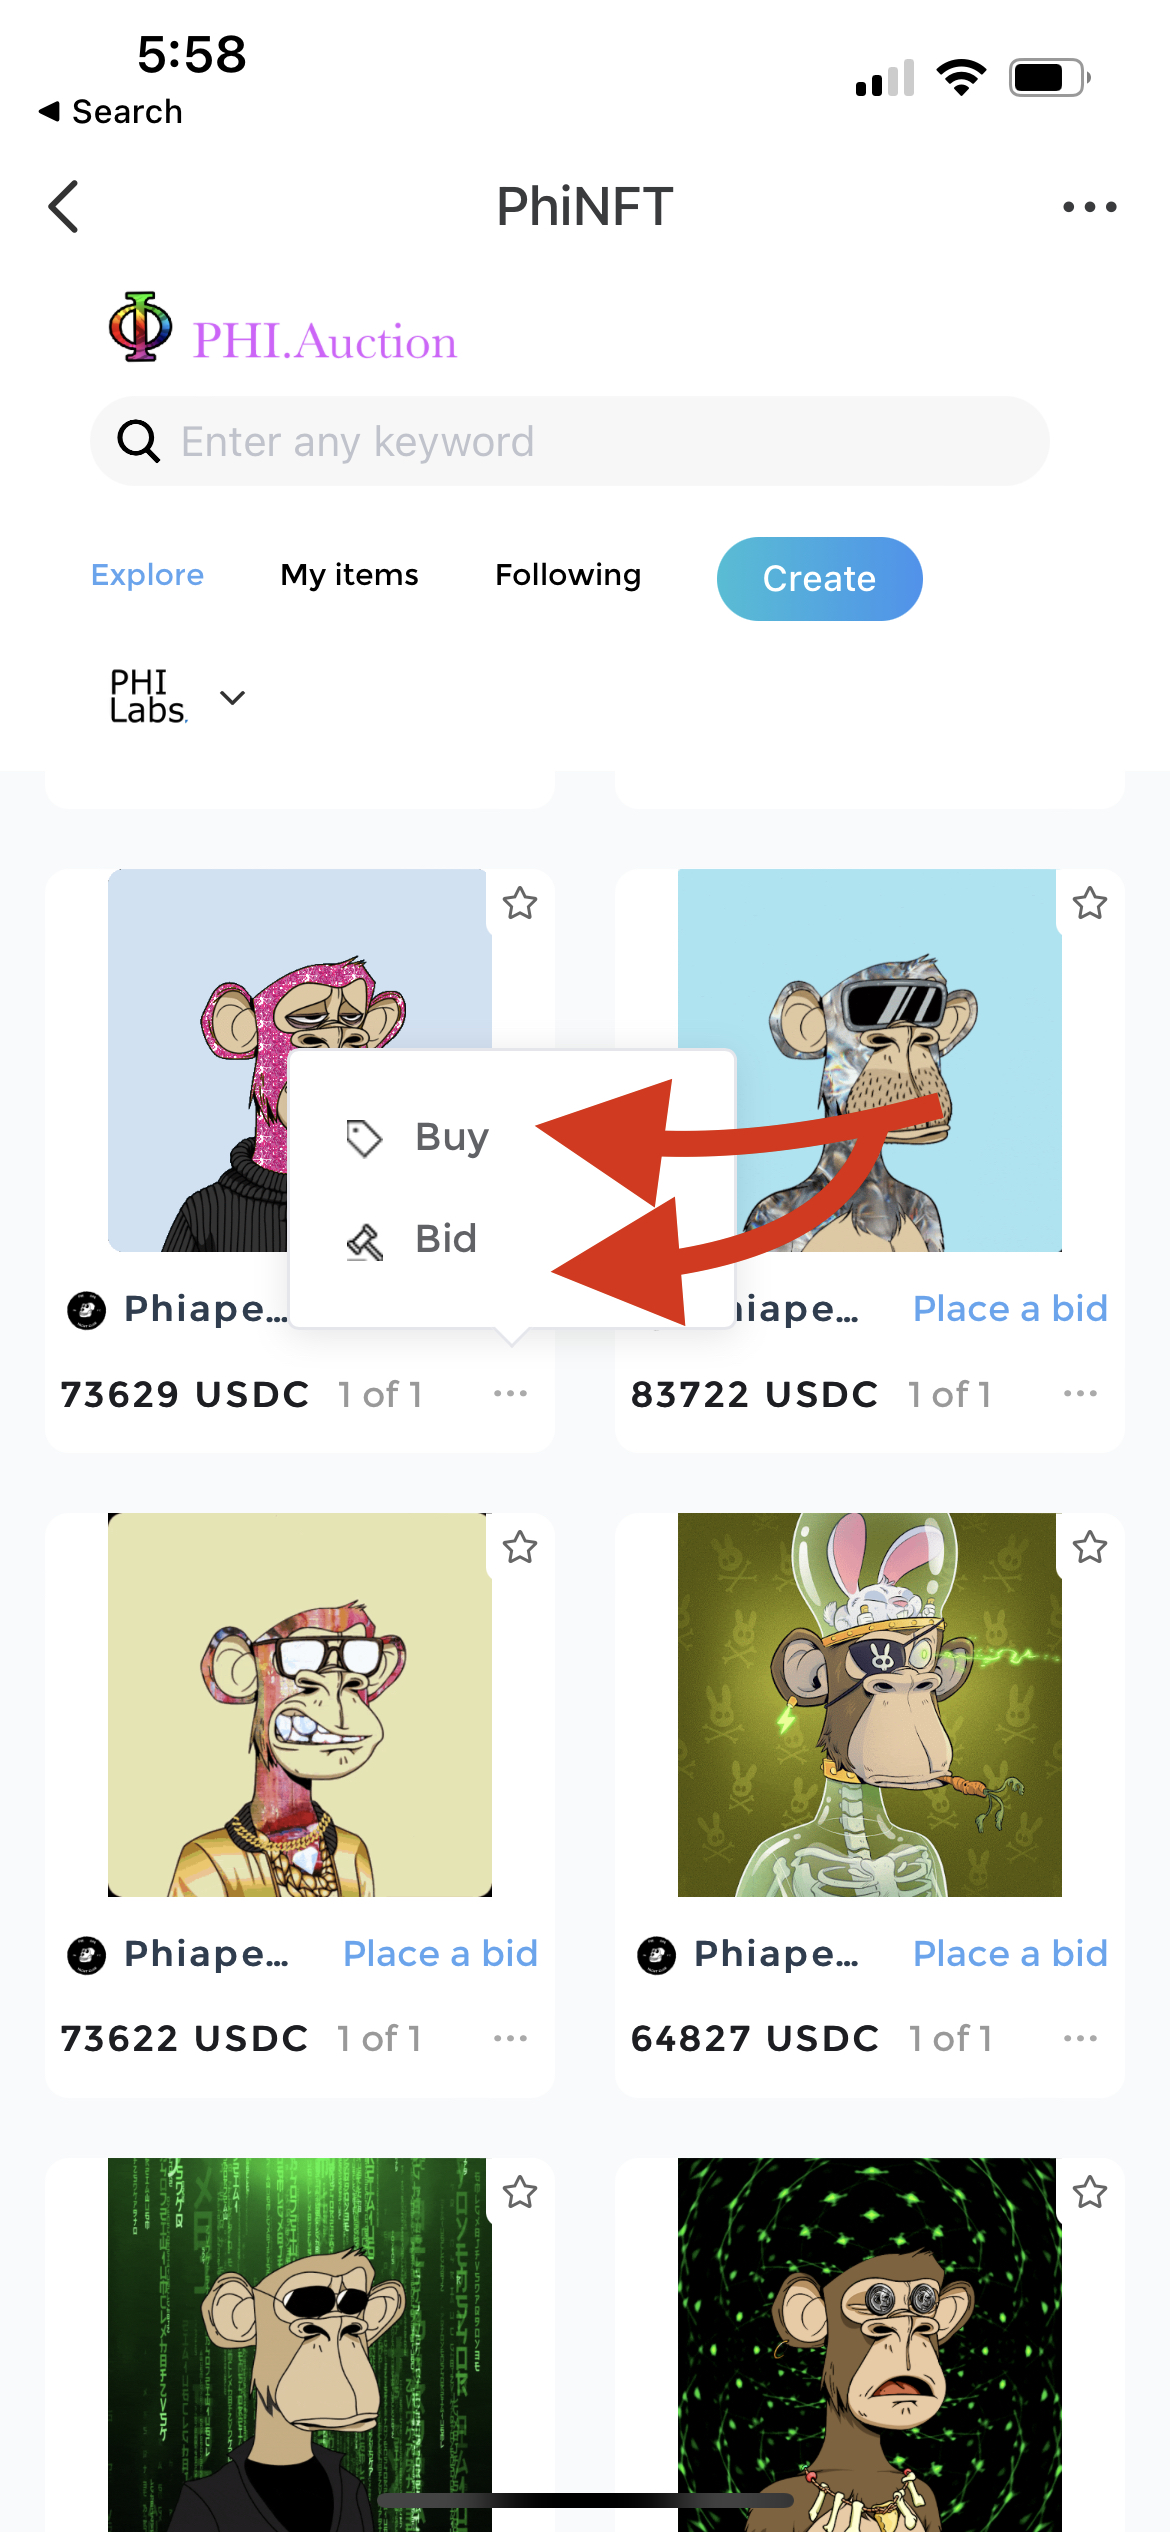 5:58
Search
PhiNFT
PHI.Auction
Enter any keyword
Explore
My items
Following
Create
PHI
Labs.
Buy
Bid
Phiape...
hiape...
Place a bid
73629 USDC
1 of 1
83722 USDC
1 of 1
Phiape...
Place a bid
Phiape...
Place a bid
73622 USDC
1 of 1
64827 USDC
1 of 1